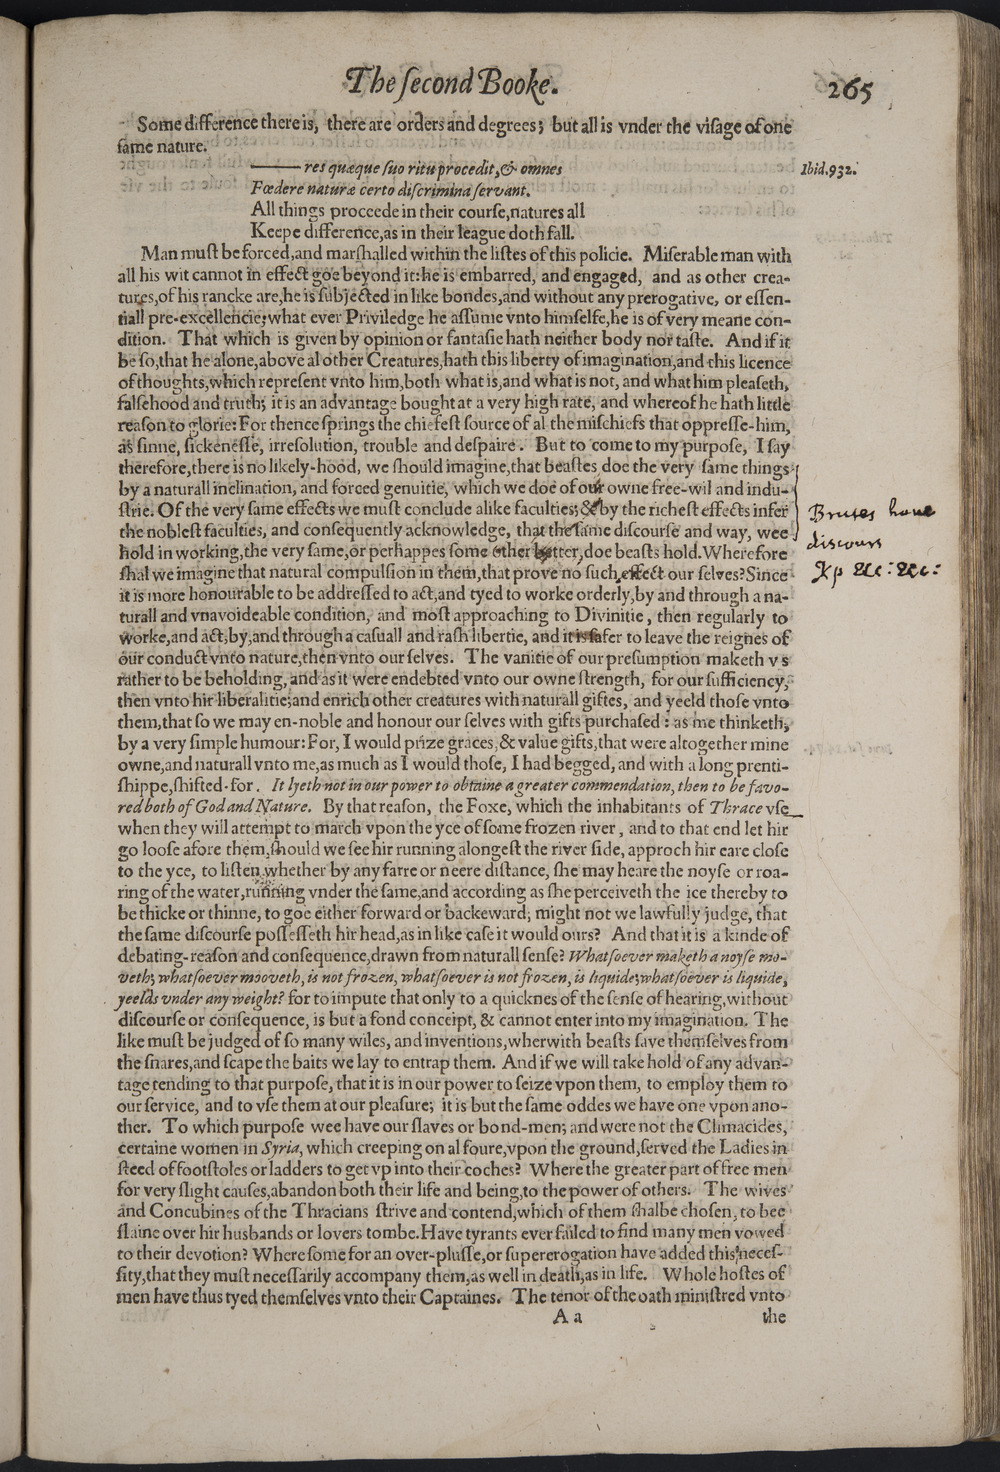 The ſecond Booke. 265
Some difference there is, there are orders and degrees; but all is vnder the viſage of one
ſame nature.
—— res quæque ſuo ritu procedit, & omnes
Ibid. 932.
Fœdere naturæ certo diſcrimina ſervant.
All things proceede in their courſe, natures all
Keepe difference, as in their league doth fall.
Man muſt be forced, and marſhalled within the liſtes of this policie. Miſerable man with
all his wit cannot in effect goe beyond it: he is embarred, and engaged, and as other crea-
tures, of his rancke are, he is ſubjected in like bondes, and without any prerogative, or eſſen-
tiall pre-excellencie; what ever Priviledge he aſſume vnto himſelfe, he is of very meane con-
dition. That which is given by opinion or fantaſie hath neither body nor taſte. And if it
be ſo, that he alone, above al other Creatures, hath this liberty of imagination, and this licence
of thoughts, which repreſent vnto him, both what is, and what is not, and what him pleaſeth,
falſehood and truth; it is an advantage bought at a very high rate, and whereof he hath little
reaſon to glorie: For thence ſprings the chiefeſt ſource of al the miſchiefs that oppreſſe-him,
as ſinne, ſickeneſſe, irreſolution, trouble and deſpaire. But to come to my purpoſe, I ſay
therefore, there is no likely-hood, we ſhould imagine, that beaſtes doe the very ſame things
by a naturall inclination, and forced genuitie, which we doe of our owne free-wil and indu-
ſtrie. Of the very ſame effects we muſt conclude alike faculties; & by the richeſt effects infer
Brutes haue
the nobleſt faculties, and conſequently acknowledge, that the ſame diſcourſe and way, wee
discours
hold in working, the very ſame, or perhappes ſome other better, doe beaſts hold. Wherefore
ſhal we imagine that natural compulſion in them, that prove no ſuch effect our ſelves? Since
it is more honourable to be addreſſed to act, and tyed to worke orderly, by and through a na-
turall and vnavoideable condition, and moſt approaching to Divinitie, then regularly to
worke, and act, by, and through a caſuall and raſh libertie, and it is ſafer to leave the reignes of
our conduct vnto nature, then vnto our ſelves. The vanitie of our preſumption maketh vs
rather to be beholding, and as it were endebted vnto our owne ſtrength, for our ſufficiency,
then vnto hir liberalitie; and enrich other creatures with naturall giftes, and yeeld thoſe vnto
them, that ſo we may en-noble and honour our ſelves with gifts purchaſed: as me thinketh,
by a very ſimple humour: For, I would prize graces, & value gifts, that were altogether mine
owne, and naturall vnto me, as much as I would thoſe, I had begged, and with a long prenti-
ſhippe, ſhifted-for. It lyeth not in our power to obtaine a greater commendation, then to be favo-
red both of God and Nature. By that reaſon, the Foxe, which the inhabitants of Thrace vſe
when they will attempt to march vpon the yce of ſome frozen river, and to that end let hir
go looſe afore them, ſhould we ſee hir running alongeſt the river ſide, approch hir eare cloſe
to the yce, to liſten whether by any farre or neere diſtance, ſhe may heare the noyſe or roa-
ring of the water, running vnder the ſame, and according as ſhe perceiveth the ice thereby to
be thicke or thinne, to goe either forward or backeward; might not we lawfully judge, that
the ſame diſcourſe poſſeſſeth hir head, as in like caſe it would ours? And that it is a kinde of
debating-reaſon and conſequence, drawn from naturall ſenſe? Whatſoever maketh a noyſe mo-
veth; whatſoever mooveth, is not frozen, whatſoever is not frozen, is liquide; whatſoever is liquide,
yeelds vnder any weight? for to impute that only to a quicknes of the ſenſe of hearing, without
diſcourſe or conſequence, is but a fond conceipt, & cannot enter into my imagination. The
like muſt be judged of ſo many wiles, and inventions, wherwith beaſts ſave themſelves from
the ſnares, and ſcape the baits we lay to entrap them. And if we will take hold of any advan-
tage tending to that purpoſe, that it is in our power to ſeize vpon them, to employ them to
our ſervice, and to vſe them at our pleaſure; it is but the ſame oddes we have one vpon ano-
ther. To which purpoſe wee have our ſlaves or bond-men; and were not the Climacides,
certaine women in Syria, which creeping on al foure, vpon the ground, ſerved the Ladies in
ſteed of footſtoles or ladders to get vp into their coches? Where the greater part of free men
for very ſlight cauſes, abandon both their life and being, to the power of others. The wives
and Concubines of the Thracians ſtrive and contend, which of them ſhalbe choſen, to bee
ſlaine over hir husbands or lovers tombe. Have tyrants ever failed to find many men vowed
to their devotion? Where ſome for an over-pluſſe, or ſupererogation have added this neceſ-
ſity, that they muſt neceſſarily accompany them, as well in death, as in life. Whole hoſtes of
men have thus tyed themſelves vnto their Captaines. The tenor of the oath miniſtred vnto
A a the